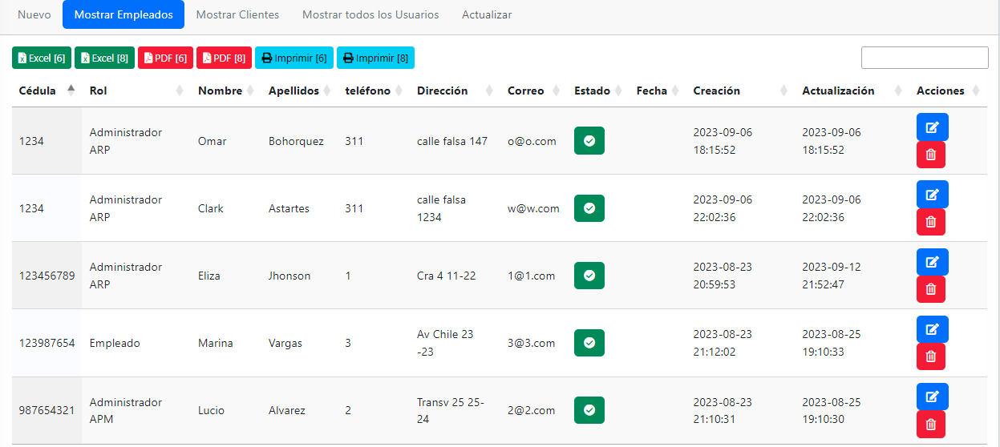 Nuevo Mostrar Empleados Mostrar Clientes Mostrar todos los Usuarios Actualizar
Excel [6] Excel [8] PDF [6] PDF [8] Imprimir [6] Imprimir [8]
Cédula Rol Nombre Apellidos teléfono Dirección Correo Estado Fecha Creación Actualización Acciones
1234 Administrador ARP Omar Bohorquez 311 calle falsa 147 o@o.com 2023-09-06 18:15:52 2023-09-06 18:15:52
1234 Administrador ARP Clark Astartes 311 calle falsa 1234 w@w.com 2023-09-06 22:02:36 2023-09-06 22:02:36
123456789 Administrador ARP Eliza Jhonson 1 Cra 4 11-22 1@1.com 2023-08-23 20:59:53 2023-09-12 21:52:47
123987654 Empleado Marina Vargas 3 Av Chile 23 -23 3@3.com 2023-08-23 21:12:02 2023-08-25 19:10:33
987654321 Administrador APM Lucio Alvarez 2 Transv 25 25-24 2@2.com 2023-08-23 21:10:31 2023-08-25 19:10:30